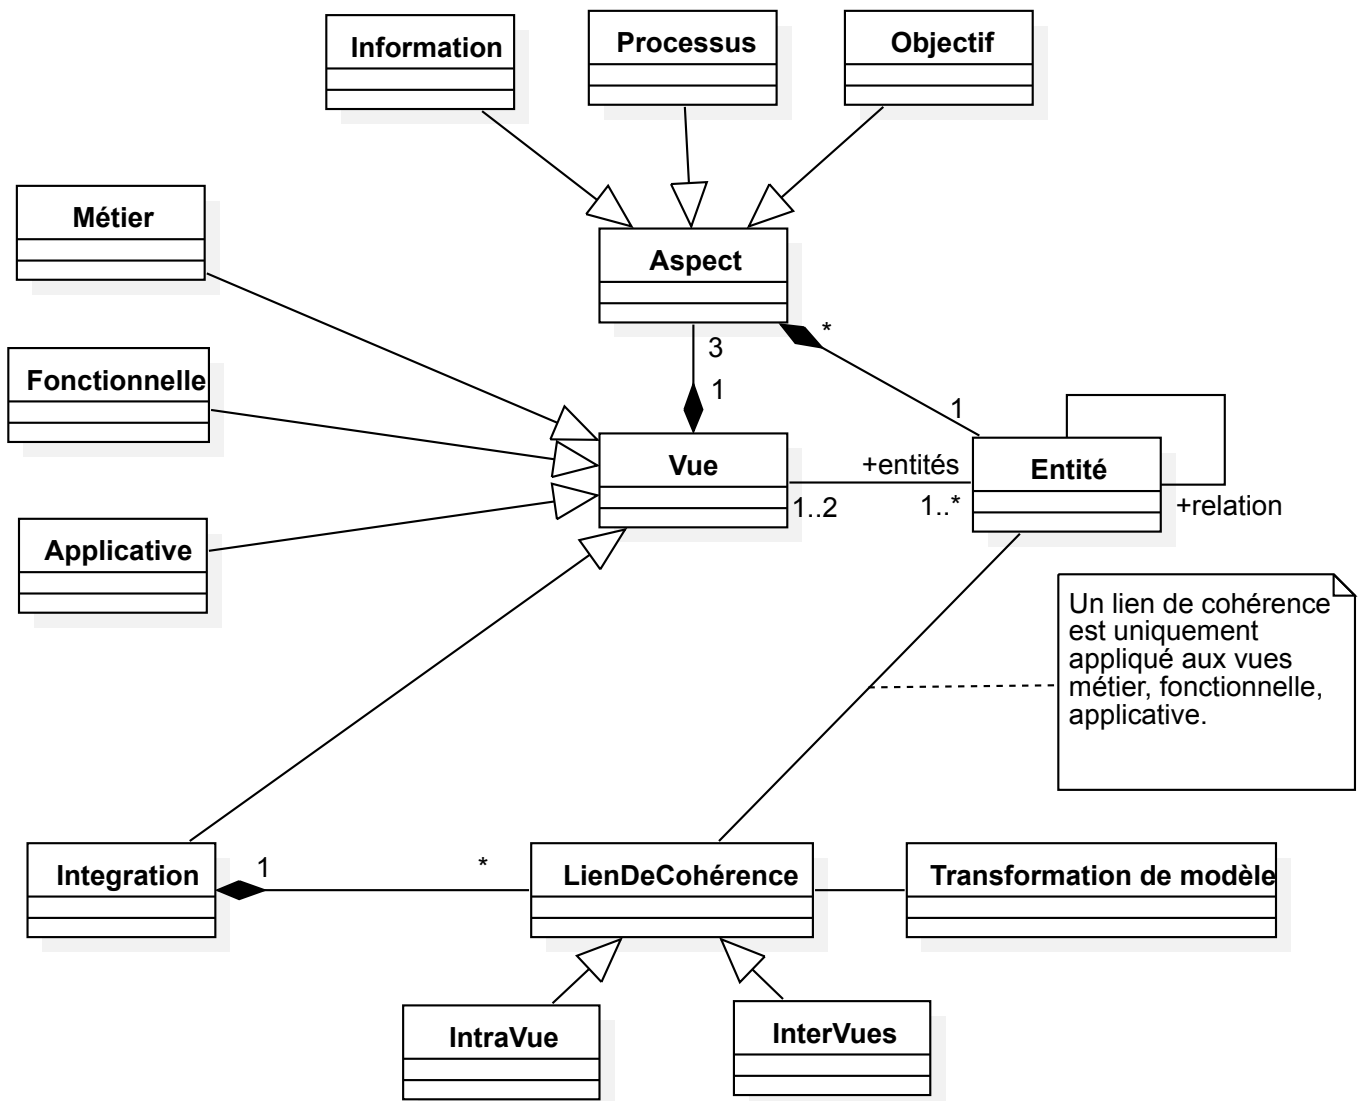 Information
Processus
Objectif
Métier
Aspect
*
3
Fonctionnelle
1
1
Vue
+entités
Entité
1..2
1..*
+relation
Applicative
Un lien de cohérence
est uniquement
appliqué aux vues
métier, fonctionnelle,
applicative.
Integration
1
*
LienDeCohérence
Transformation de modèle
IntraVue
InterVues